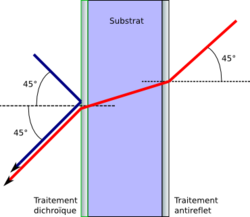 Substrat
45°
45°
45°
Traitement
dichroïque
Traitement
antireflet